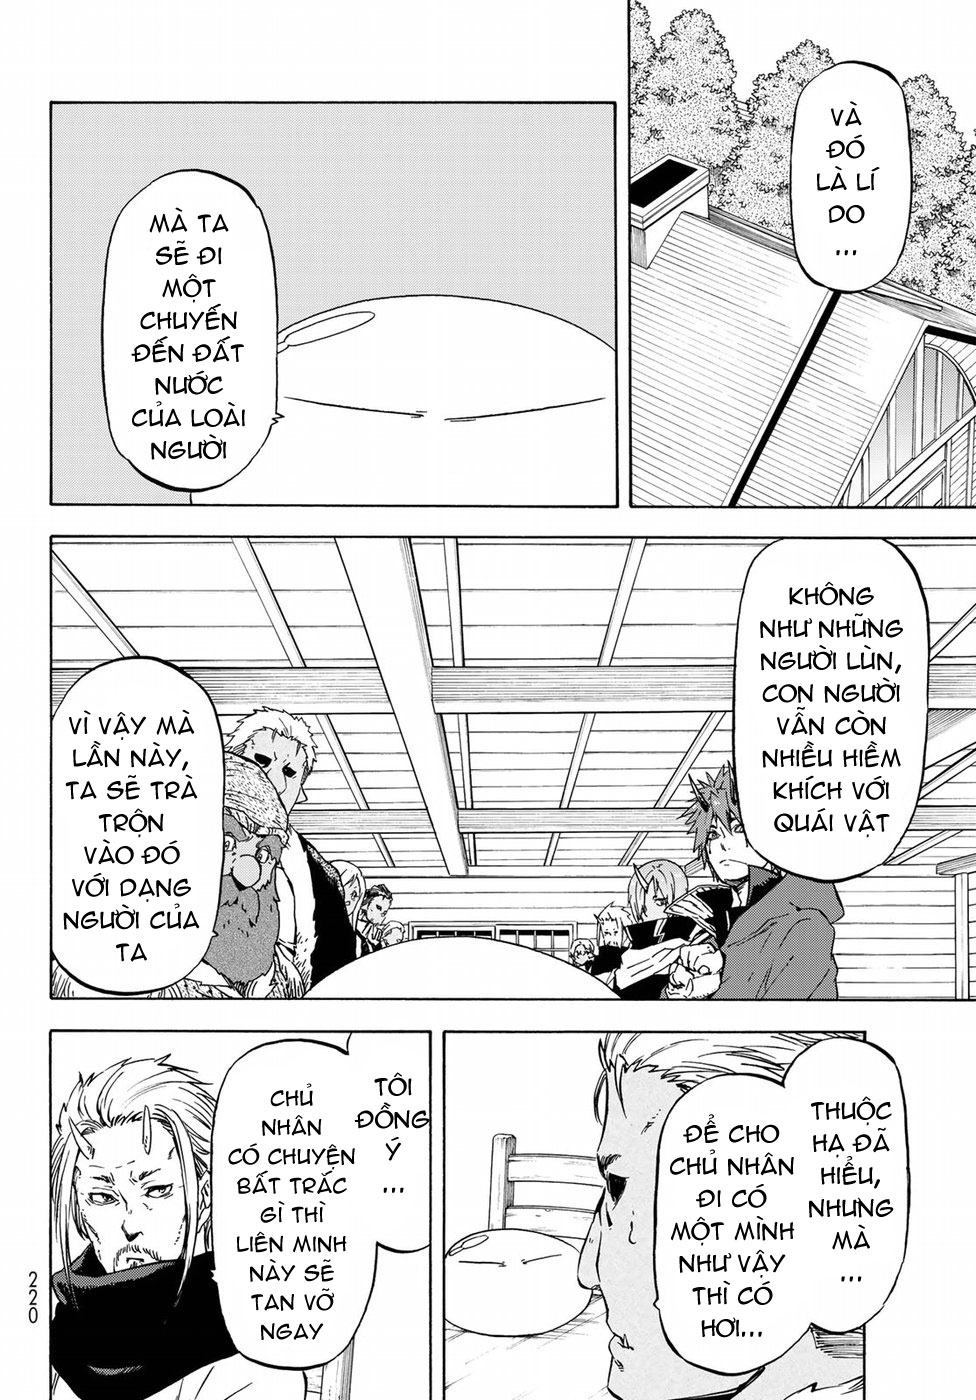 VÀ
ĐÓ
LÀ LÍ
DO
...
MÀ TA
SẼ ĐI
MỘT
CHUYẾN
ĐẾN ĐẤT
NƯỚC
CỦA LOÀI
NGƯỜI
KHÔNG
NHƯ NHỮNG
NGƯỜI LÙN,
CON NGƯỜI
VẪN CÒN
NHIỀU HIỀM
KHÍCH VỚI
QUÁI VẬT
VÌ VẬY MÀ
LẦN NÀY,
TA SẼ TRÀ
TRỘN
VÀO ĐÓ
VỚI DẠNG
NGƯỜI CỦA
TA
THUỘC
HẠ ĐÃ
HIỂU,
NHƯNG
MÀ
...
ĐỂ CHO
CHỦ NHÂN
ĐI CÓ
MỘT MÌNH
NHƯ VẬY
THÌ CÓ
HƠI...
TÔI
ĐỒNG
Ý
...
CHỦ
NHÂN
CÓ CHUYỆN
BẤT TRẮC
GÌ THÌ
LIÊN MINH
NÀY SẼ
TAN VỠ
NGAY
220